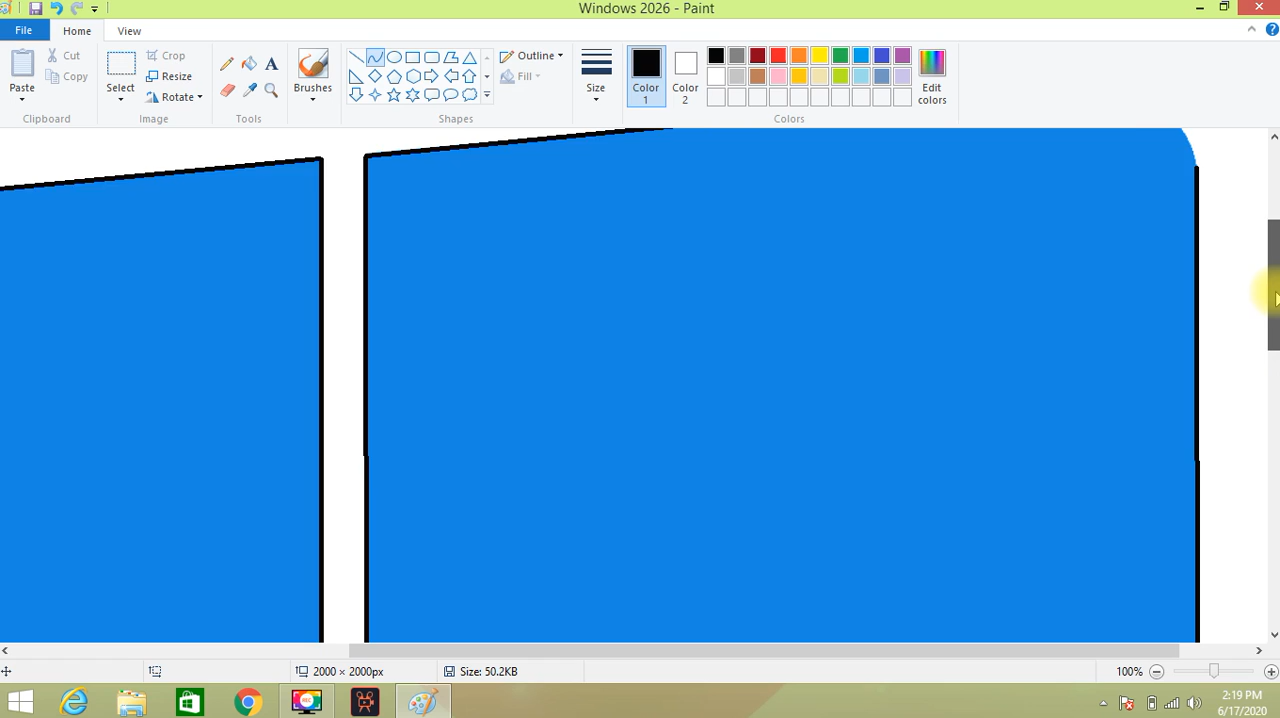 Windows 2026 - Paint
File
Home
View
Paste
Cut
Copy
Clipboard
Select
Crop
Resize
Rotate
Image
Tools
Brushes
Shapes
Outline
Fill
Size
Color
1
Color
2
Colors
Edit
colors
2000 × 2000px
Size: 50.2KB
100%
REC
2:19 PM
6/17/2020